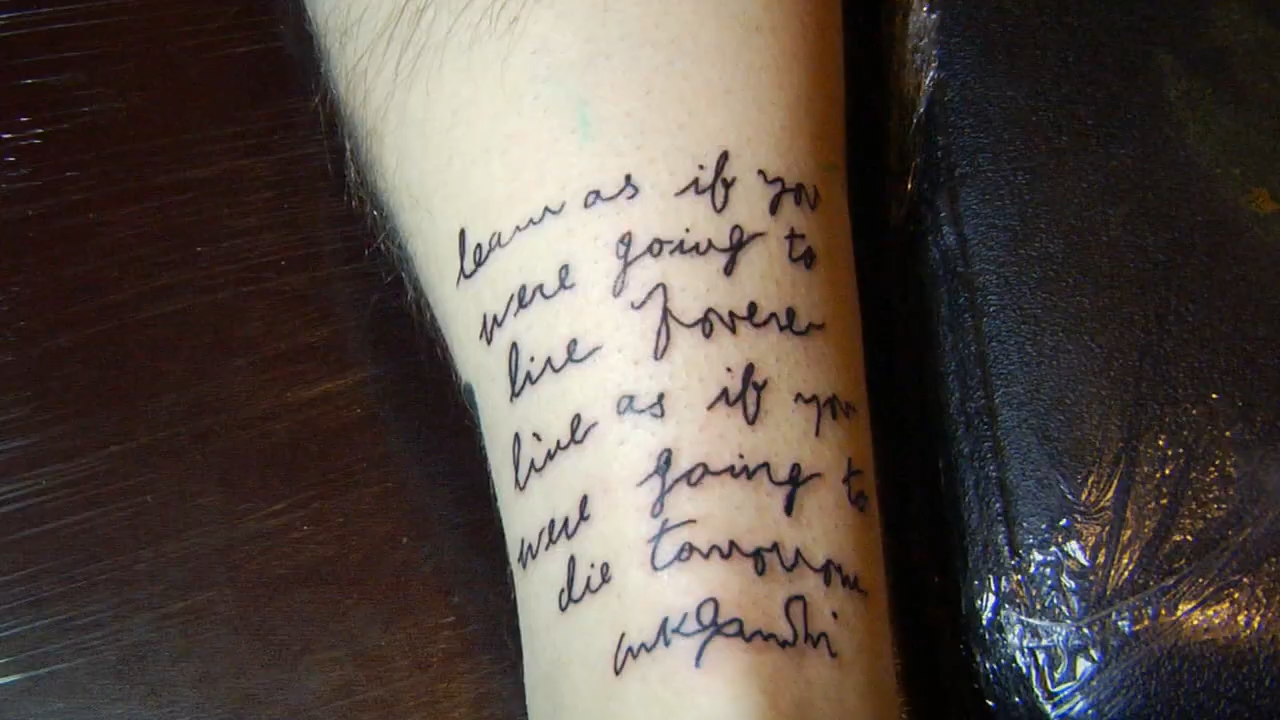 learn as if you
were going to
live forever
live as if you
were going to
die tomorrow
mkgandhi